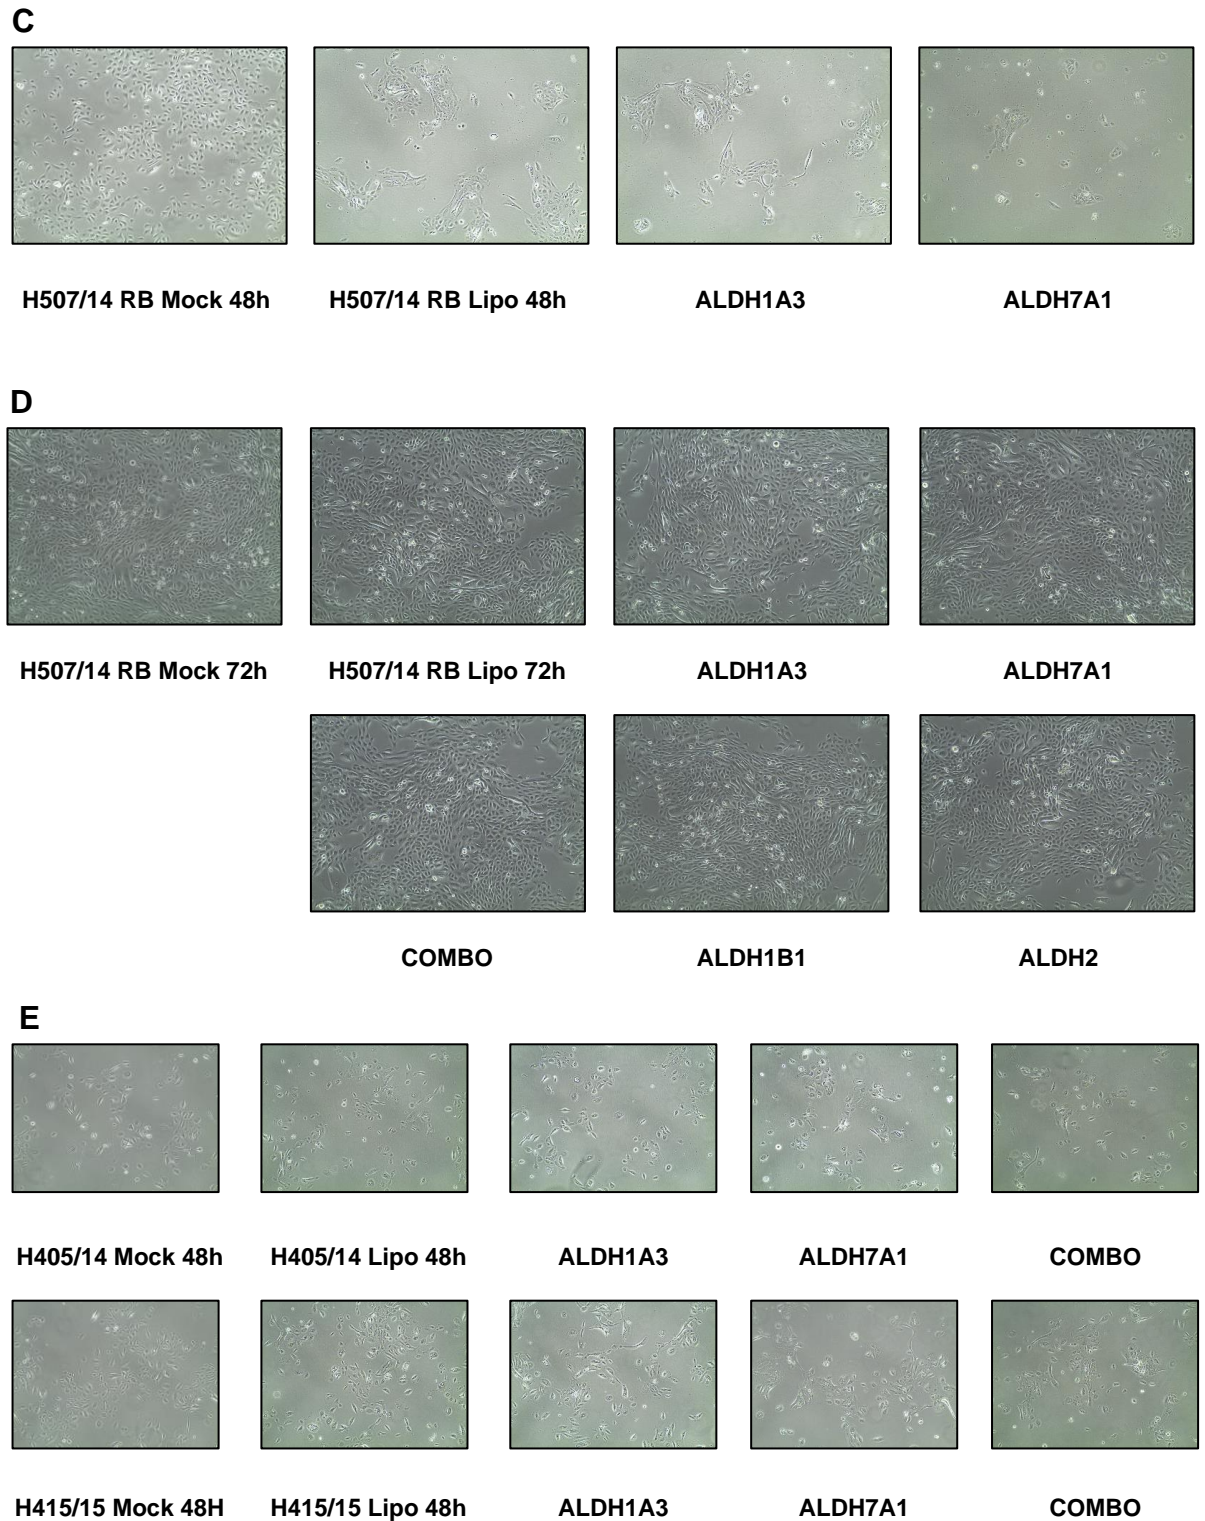 C
H507/14 RB Mock 48h H507/14 RB Lipo 48h ALDH1A3 ALDH7A1
D
H507/14 RB Mock 72h H507/14 RB Lipo 72h ALDH1A3 ALDH7A1
COMBO ALDH1B1 ALDH2
E
H405/14 Mock 48h H405/14 Lipo 48h ALDH1A3 ALDH7A1 COMBO
H415/15 Mock 48H H415/15 Lipo 48h ALDH1A3 ALDH7A1 COMBO